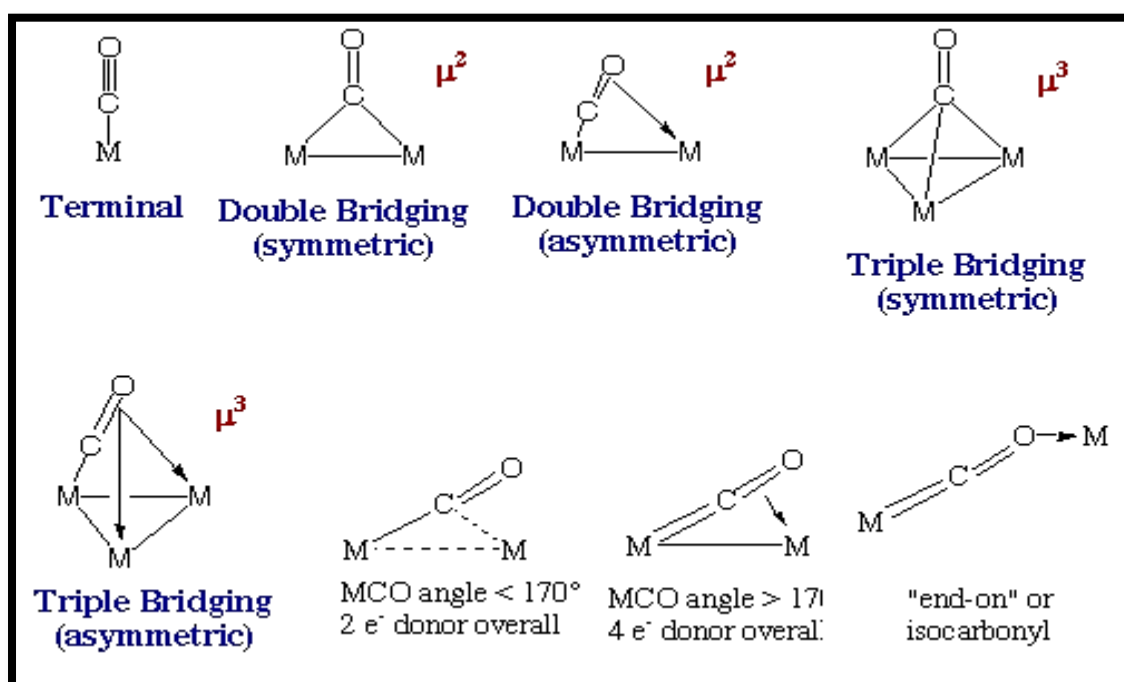 O
C
M
Terminal
O
C
M M
μ²
Double Bridging
(symmetric)
O
C
M M
μ²
Double Bridging
(asymmetric)
O
C
M M
M
μ³
Triple Bridging
(symmetric)
O
C
M M
M
μ³
Triple Bridging
(asymmetric)
O
C
M M
MCO angle < 170°
2 e⁻ donor overall
O
C
M M
MCO angle > 17
4 e⁻ donor overall
O M
C
M
"end-on" or
isocarbonyl